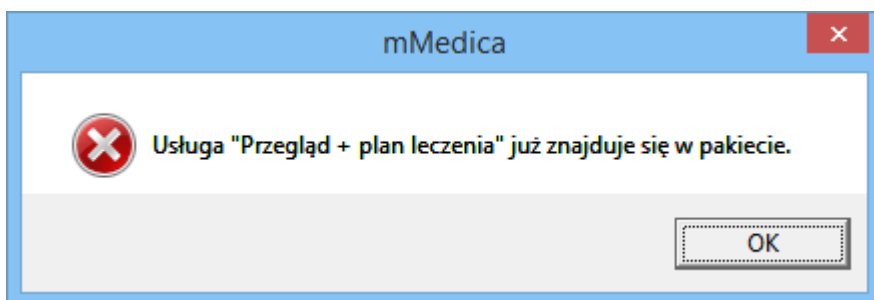 mMedica
Usługa "Przegląd + plan leczenia" już znajduje się w pakiecie.
OK